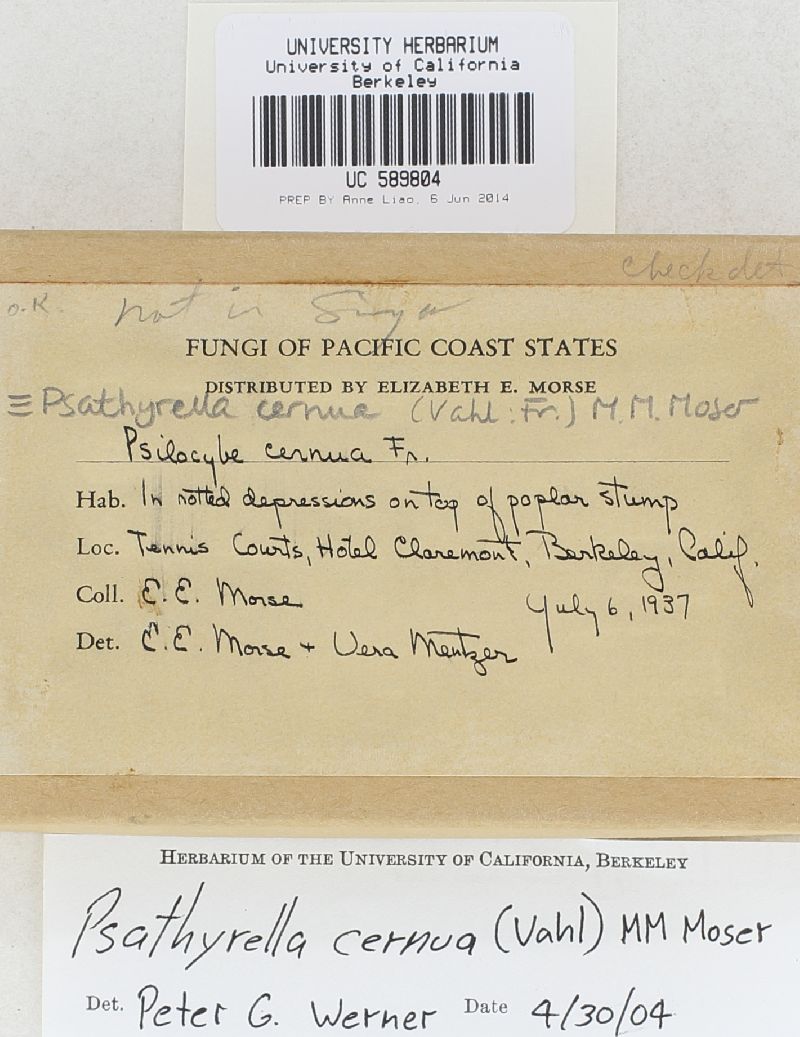 UNIVERSITY HERBARIUM
University of California
Berkeley
UC 589804
PREP BY Anne Liao, 6 Jun 2014
check det
o.K. not in
FUNGI OF PACIFIC COAST STATES
DISTRIBUTED BY ELIZABETH E. MORSE
≡ Psathyrella cernua (Vahl: Fr.) M.M. Moser
Psilocybe cernua Fr.
Hab. In rotted depressions on top of poplar stump
Loc. Tennis Courts, Hotel Claremont, Berkeley, Calif.
Coll. E. E. Morse July 6, 1937
Det. E. E. Morse + Vera Mentzer
HERBARIUM OF THE UNIVERSITY OF CALIFORNIA, BERKELEY
Psathyrella cernua (Vahl) MM Moser
Det. Peter G. Werner Date 4/30/04